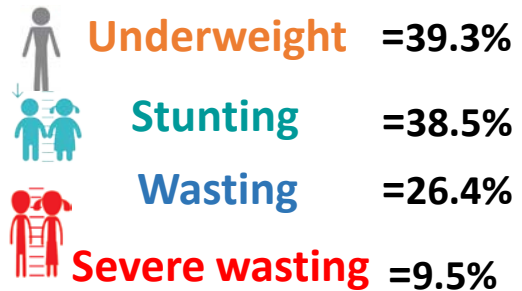 Underweight =39.3%
Stunting =38.5%
Wasting =26.4%
Severe wasting =9.5%